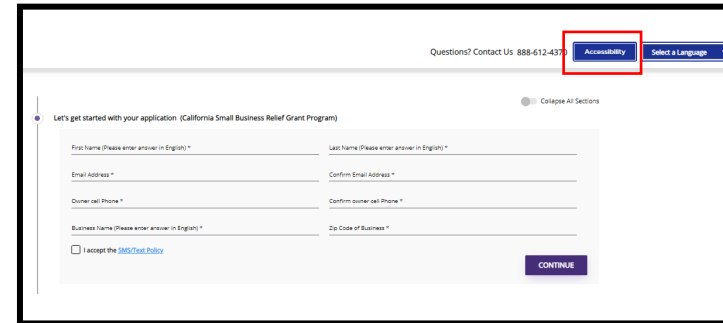 Questions? Contact Us 888-612-4370 Accessibility Select a Language
Collapse All Sections
Let's get started with your application (California Small Business Relief Grant Program)
First Name (Please enter answer in English) * Last Name (Please enter answer in English) *
Email Address * Confirm Email Address *
Owner cell Phone * Confirm owner cell Phone *
Business Name (Please enter answer in English) * Zip Code of Business *
I accept the SMS/Text Policy
CONTINUE